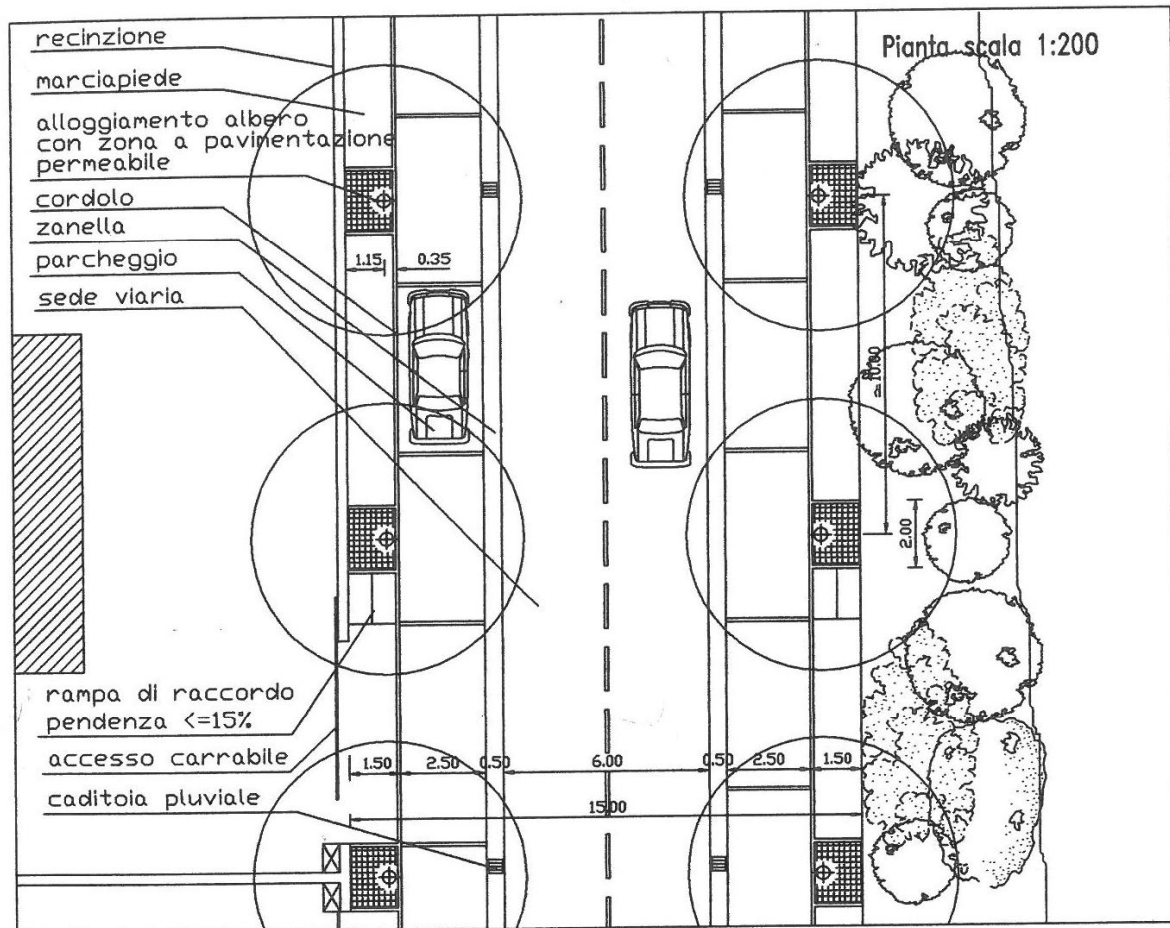 Pianta scala 1:200
recinzione
marciapiede
alloggiamento albero
con zona a pavimentazione
permeabile
cordolo
zanella
parcheggio
sede viaria
1.15
0.35
≃10.00
2.00
rampa di raccordo
pendenza <=15%
accesso carrabile
caditoia pluviale
1.50 2.50 0.50 6.00 0.50 2.50 1.50
15.00